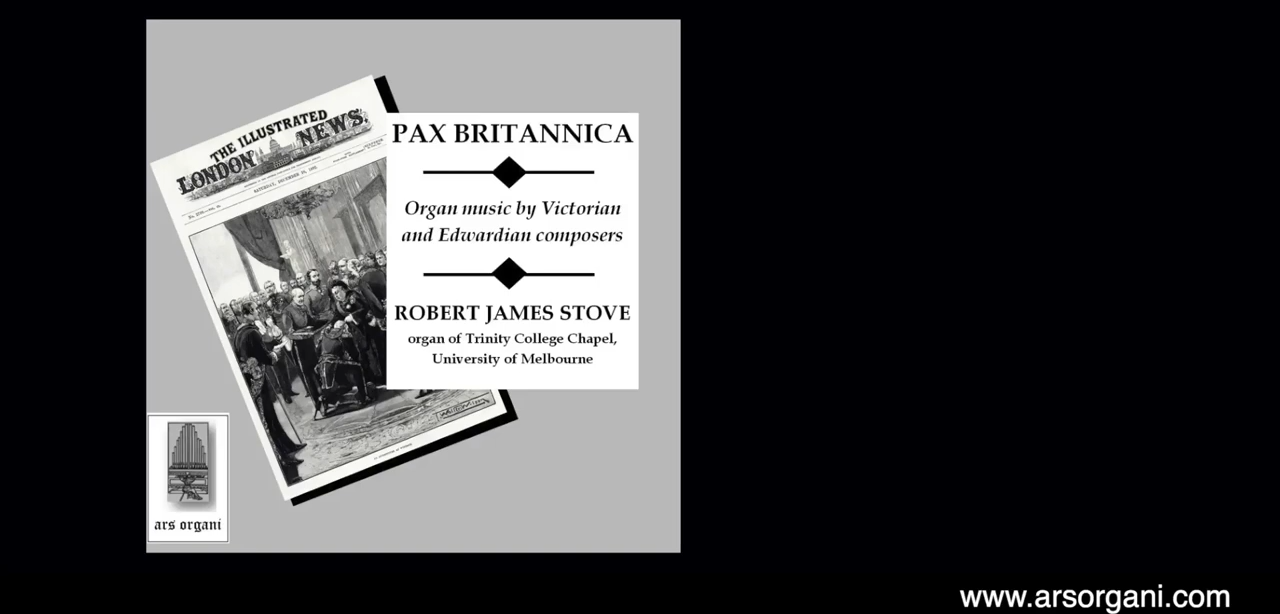 THE ILLUSTRATED
LONDON NEWS.
PAX BRITANNICA
Organ music by Victorian
and Edwardian composers
ROBERT JAMES STOVE
organ of Trinity College Chapel,
University of Melbourne
ars organi
www.arsorgani.com